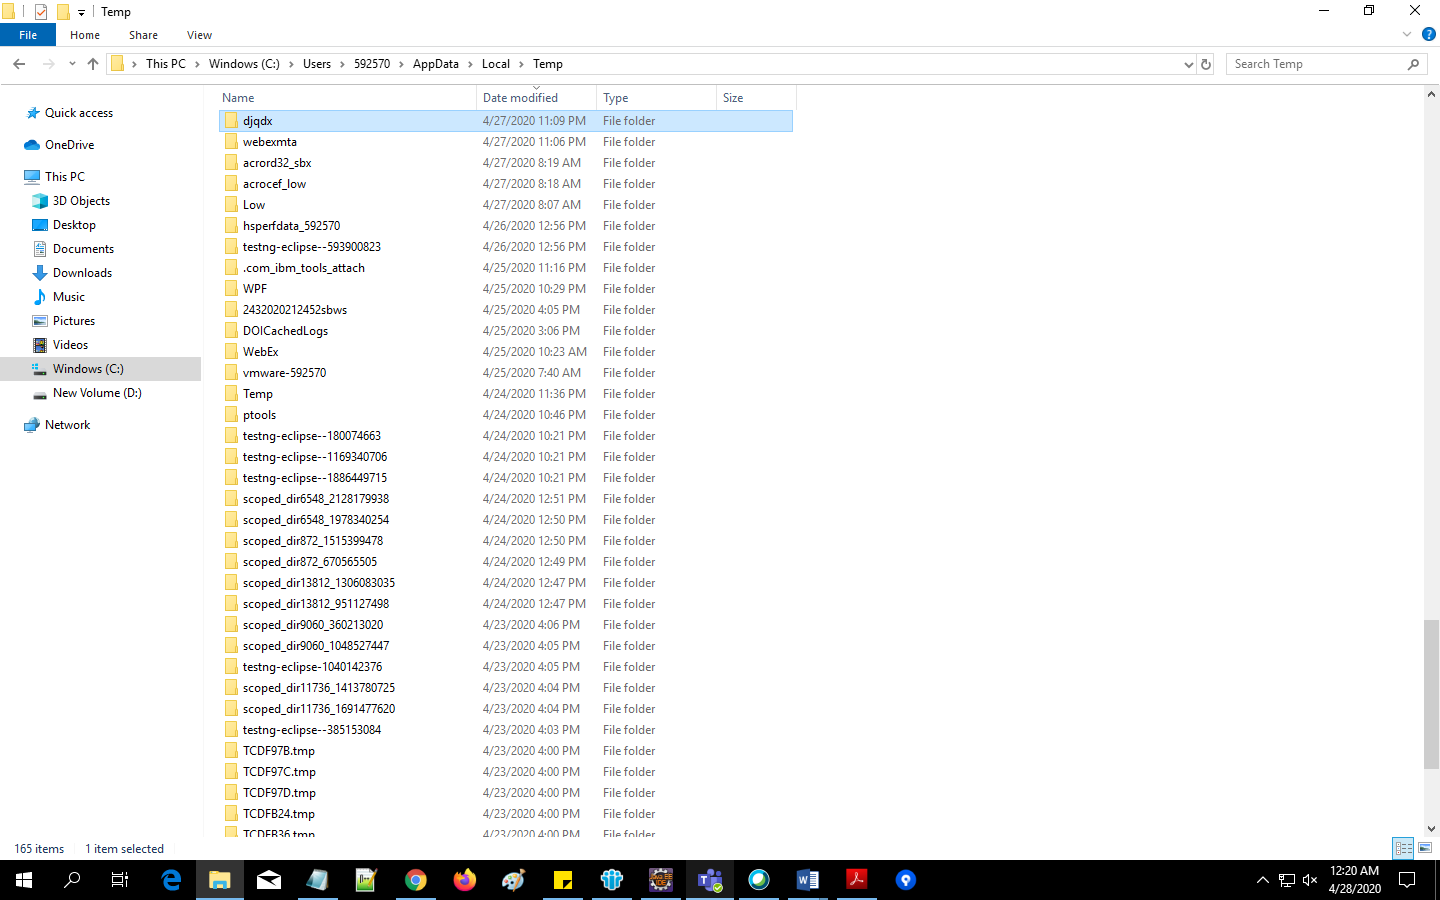 Temp
File Home Share View
This PC Windows (C:) Users 592570 AppData Local Temp Search Temp
Name Date modified Type Size
Quick access
OneDrive
This PC
3D Objects
Desktop
Documents
Downloads
Music
Pictures
Videos
Windows (C:)
New Volume (D:)
Network
djqdx 4/27/2020 11:09 PM File folder
webexmta 4/27/2020 11:06 PM File folder
acrord32_sbx 4/27/2020 8:19 AM File folder
acrocef_low 4/27/2020 8:18 AM File folder
Low 4/27/2020 8:07 AM File folder
hsperfdata_592570 4/26/2020 12:56 PM File folder
testng-eclipse--593900823 4/26/2020 12:56 PM File folder
.com_ibm_tools_attach 4/25/2020 11:16 PM File folder
WPF 4/25/2020 10:29 PM File folder
2432020212452sbws 4/25/2020 4:05 PM File folder
DOICachedLogs 4/25/2020 3:06 PM File folder
WebEx 4/25/2020 10:23 AM File folder
vmware-592570 4/25/2020 7:40 AM File folder
Temp 4/24/2020 11:36 PM File folder
ptools 4/24/2020 10:46 PM File folder
testng-eclipse--180074663 4/24/2020 10:21 PM File folder
testng-eclipse--1169340706 4/24/2020 10:21 PM File folder
testng-eclipse--1886449715 4/24/2020 10:21 PM File folder
scoped_dir6548_2128179938 4/24/2020 12:51 PM File folder
scoped_dir6548_1978340254 4/24/2020 12:50 PM File folder
scoped_dir872_1515399478 4/24/2020 12:50 PM File folder
scoped_dir872_670565505 4/24/2020 12:49 PM File folder
scoped_dir13812_1306083035 4/24/2020 12:47 PM File folder
scoped_dir13812_951127498 4/24/2020 12:47 PM File folder
scoped_dir9060_360213020 4/23/2020 4:06 PM File folder
scoped_dir9060_1048527447 4/23/2020 4:05 PM File folder
testng-eclipse-1040142376 4/23/2020 4:05 PM File folder
scoped_dir11736_1413780725 4/23/2020 4:04 PM File folder
scoped_dir11736_1691477620 4/23/2020 4:04 PM File folder
testng-eclipse--385153084 4/23/2020 4:03 PM File folder
TCDF97B.tmp 4/23/2020 4:00 PM File folder
TCDF97C.tmp 4/23/2020 4:00 PM File folder
TCDF97D.tmp 4/23/2020 4:00 PM File folder
TCDFB24.tmp 4/23/2020 4:00 PM File folder
TCDFB36.tmp 4/23/2020 4:00 PM File folder
165 items 1 item selected
12:20 AM
4/28/2020